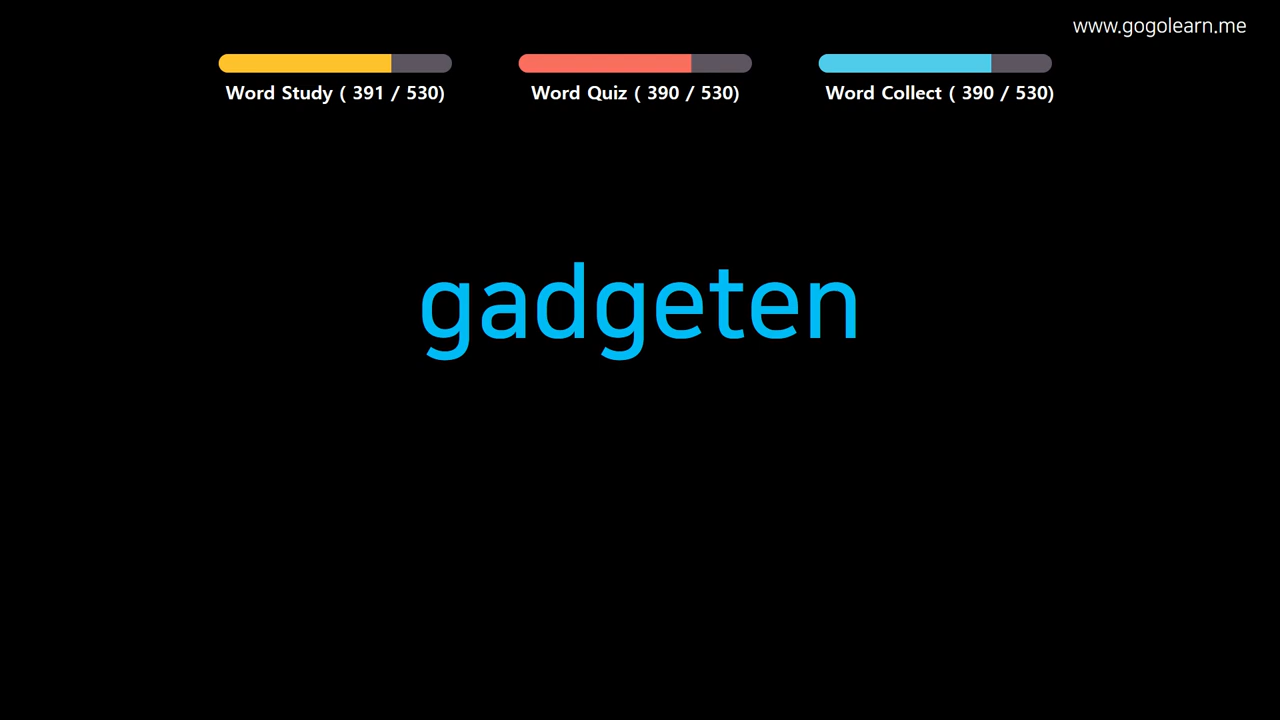 www.gogolearn.me
Word Study ( 391 / 530)
Word Quiz ( 390 / 530)
Word Collect ( 390 / 530)
gadgeten